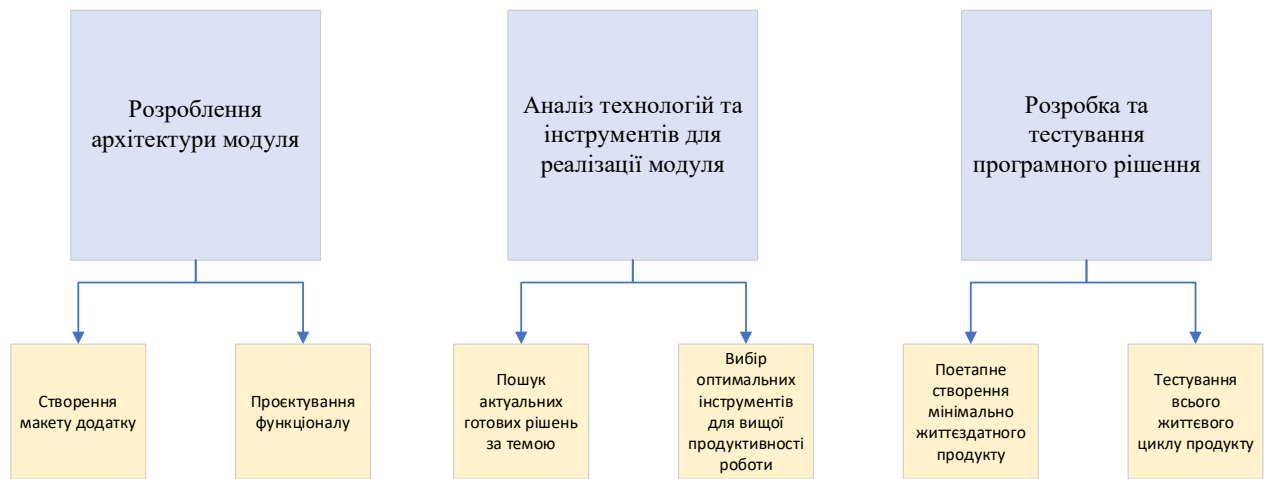 Розроблення
архітектури модуля
Аналіз технологій та
інструментів для
реалізації модуля
Розробка та
тестування
програмного рішення
Створення
макету додатку
Проєктування
функціоналу
Пошук
актуальних
готових рішень
за темою
Вибір
оптимальних
інструментів
для вищої
продуктивності
роботи
Поетапне
створення
мінімально
життєздатного
продукту
Тестування
всього
життєвого
циклу продукту